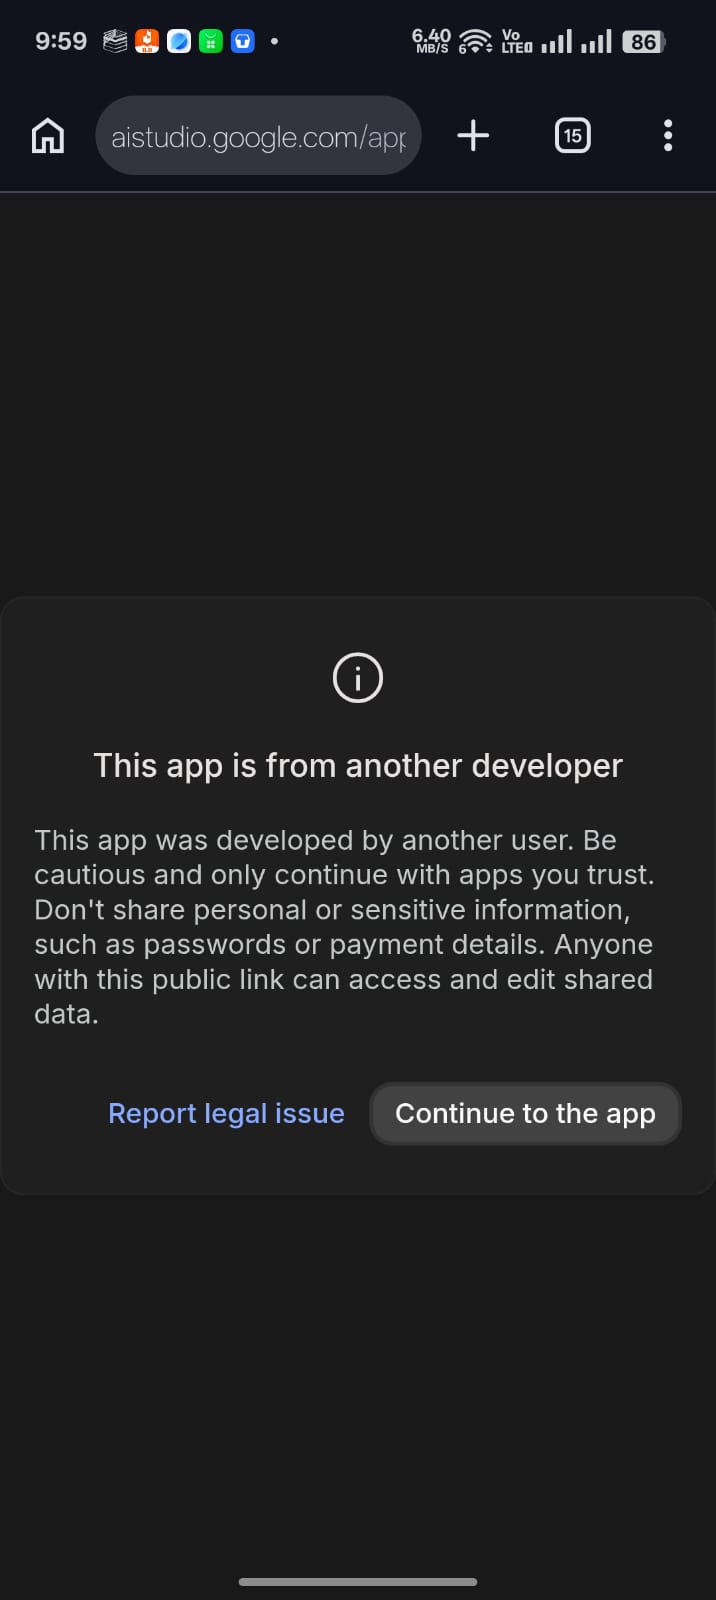 9:59
6.40
MB/S
6
Vo
LTE
86
aistudio.google.com/app
15
This app is from another developer
This app was developed by another user. Be
cautious and only continue with apps you trust.
Don't share personal or sensitive information,
such as passwords or payment details. Anyone
with this public link can access and edit shared
data.
Report legal issue
Continue to the app